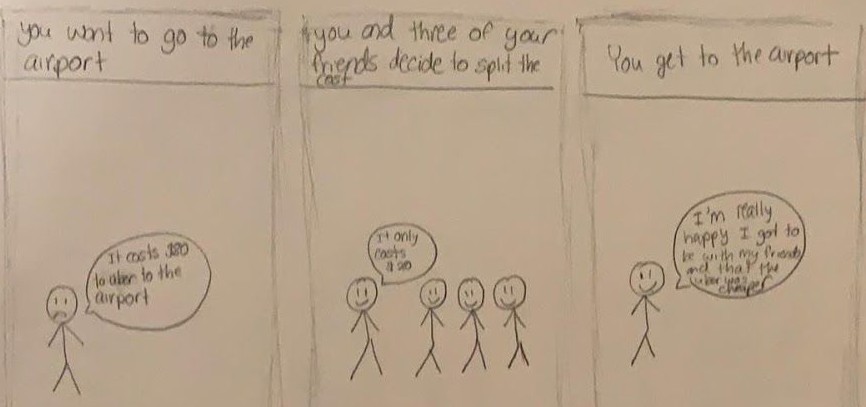 you want to go to the
airport
It costs $80
to uber to the
airport
you and three of your
friends decide to split the
cost
It only
costs
$20
You get to the airport
I'm really
happy I got to
be with my friends
and that the
uber was
cheaper